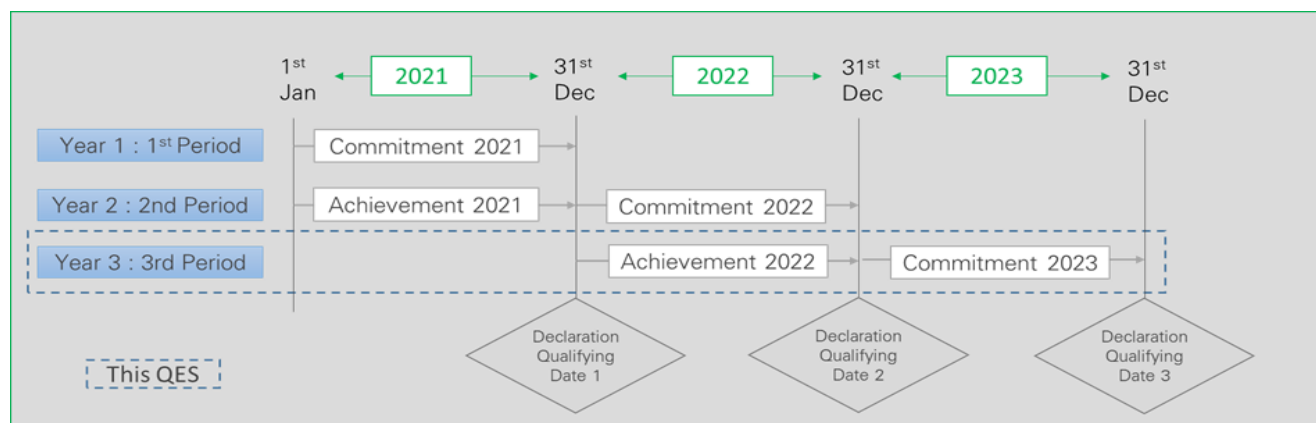 1st Jan
2021
31st Dec
2022
31st Dec
2023
31st Dec
Year 1 : 1st Period
Commitment 2021
Year 2 : 2nd Period
Achievement 2021
Commitment 2022
Year 3 : 3rd Period
Achievement 2022
Commitment 2023
Declaration
Qualifying
Date 1
Declaration
Qualifying
Date 2
Declaration
Qualifying
Date 3
This QES